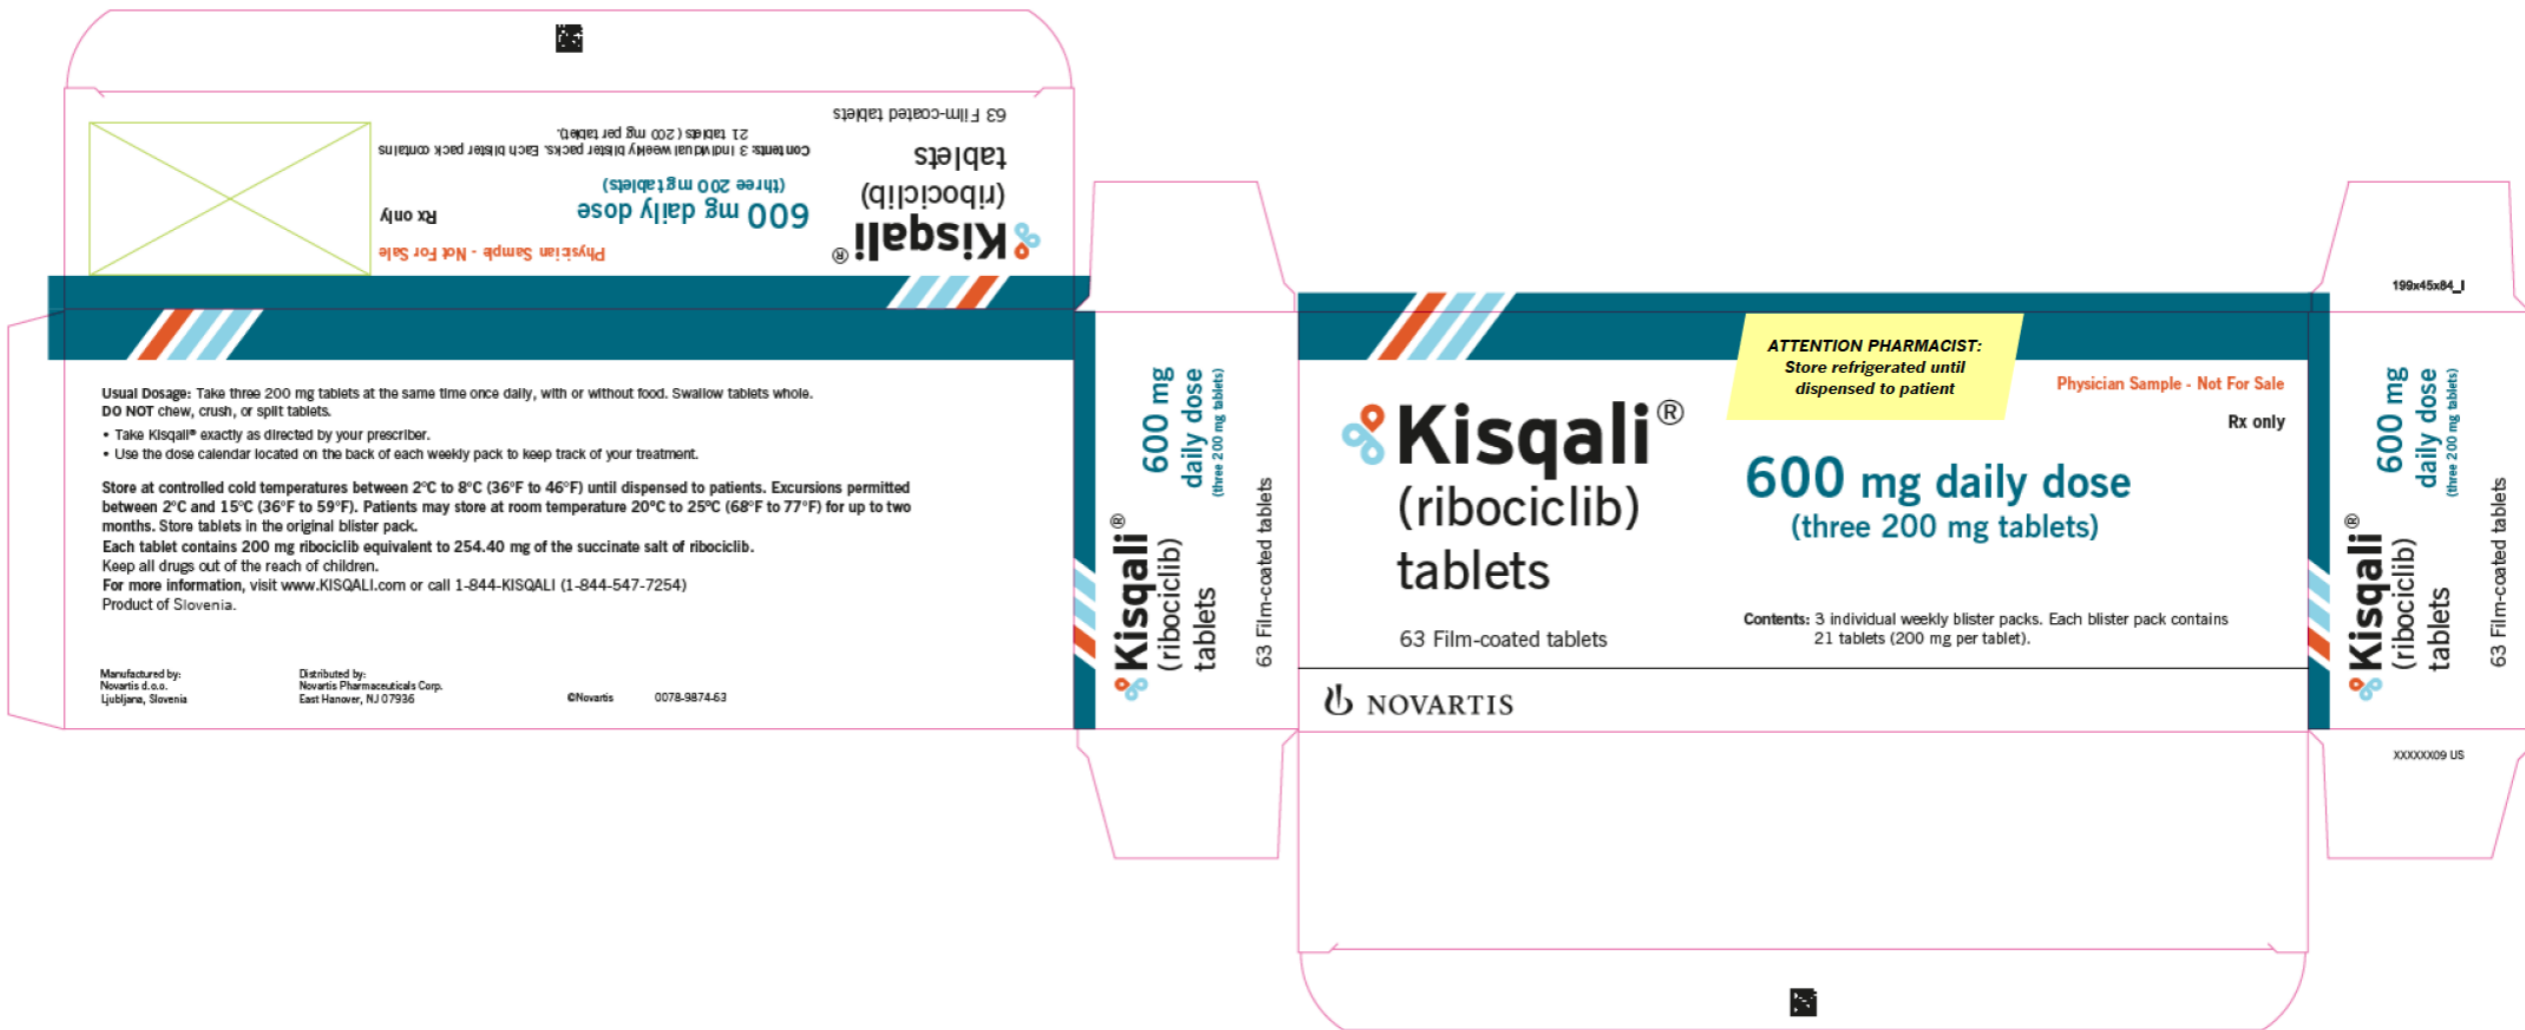 63 Film-coated tablets
Kisqali®
(ribociclib)
tablets
Physician Sample - Not For Sale
Rx only
600 mg daily dose
(three 200 mg tablets)
Contents: 3 individual weekly blister packs. Each blister pack contains
21 tablets (200 mg per tablet).
Usual Dosage: Take three 200 mg tablets at the same time once daily, with or without food. Swallow tablets whole.
DO NOT chew, crush, or split tablets.
• Take Kisqali® exactly as directed by your prescriber.
• Use the dose calendar located on the back of each weekly pack to keep track of your treatment.
Store at controlled cold temperatures between 2°C to 8°C (36°F to 46°F) until dispensed to patients. Excursions permitted
between 2°C and 15°C (36°F to 59°F). Patients may store at room temperature 20°C to 25°C (68°F to 77°F) for up to two
months. Store tablets in the original blister pack.
Each tablet contains 200 mg ribociclib equivalent to 254.40 mg of the succinate salt of ribociclib.
Keep all drugs out of the reach of children.
For more information, visit www.KISQALI.com or call 1-844-KISQALI (1-844-547-7254)
Product of Slovenia.
Manufactured by:
Novartis d.o.o.
Ljubljana, Slovenia
Distributed by:
Novartis Pharmaceuticals Corp.
East Hanover, NJ 07936
©Novartis
0078-9874-63
Kisqali®
(ribociclib)
tablets
600 mg
daily dose
(three 200 mg tablets)
63 Film-coated tablets
ATTENTION PHARMACIST:
Store refrigerated until
dispensed to patient
Physician Sample - Not For Sale
Rx only
Kisqali®
(ribociclib)
tablets
600 mg daily dose
(three 200 mg tablets)
63 Film-coated tablets
Contents: 3 individual weekly blister packs. Each blister pack contains
21 tablets (200 mg per tablet).
NOVARTIS
199x45x84_I
Kisqali®
(ribociclib)
tablets
600 mg
daily dose
(three 200 mg tablets)
63 Film-coated tablets
XXXXXX09 US